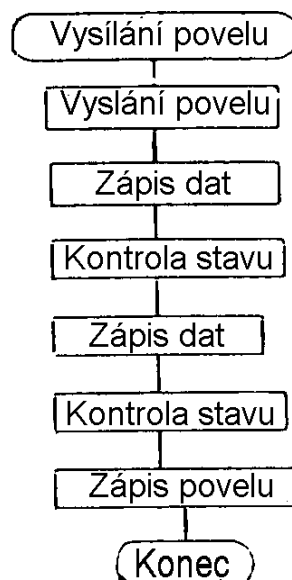 Vysílání povelu
Vyslání povelu
Zápis dat
Kontrola stavu
Zápis dat
Kontrola stavu
Zápis povelu
Konec